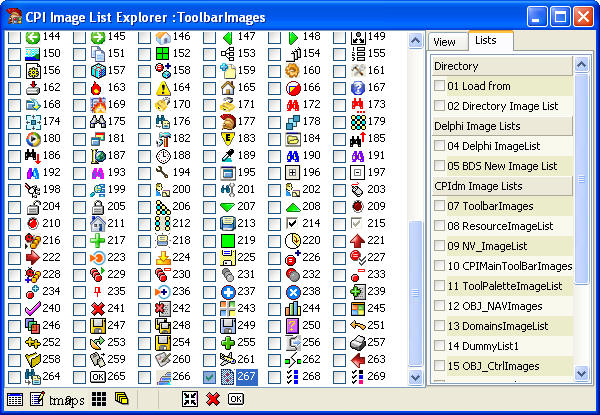 CPI Image List Explorer :ToolbarImages
View Lists
144 145 146 147 148 149
150 151 152 153 154 155
156 157 158 159 160 161
162 163 164 165 166 167
168 169 170 171 172 173
174 175 176 177 178 179
180 181 182 183 184 185
186 187 188 189 190 191
192 193 194 195 196 197
198 199 200 201 202 203
204 205 206 207 208 209
210 211 212 213 214 215
216 217 218 219 220 221
222 223 224 225 226 227
228 229 230 231 232 233
234 235 236 237 238 239
240 241 242 243 244 245
246 247 248 249 250 251
252 253 254 255 256 257
258 259 260 261 262 263
264 OK 265 266 267 268 269
Directory
01 Load from
02 Directory Image List
Delphi Image Lists
04 Delphi ImageList
05 BDS New Image List
CPIdm Image Lists
07 ToolbarImages
08 ResourceImageList
09 NV_ImageList
10 CPIMainToolBarImages
11 ToolPaletteImageList
12 OBJ_NAVImages
13 DomainsImageList
14 DummyList1
15 OBJ_CtrlImages
OK